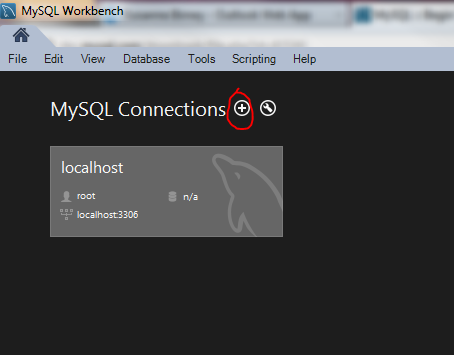 MySQL Workbench
File Edit View Database Tools Scripting Help
MySQL Connections
localhost
root n/a
localhost:3306